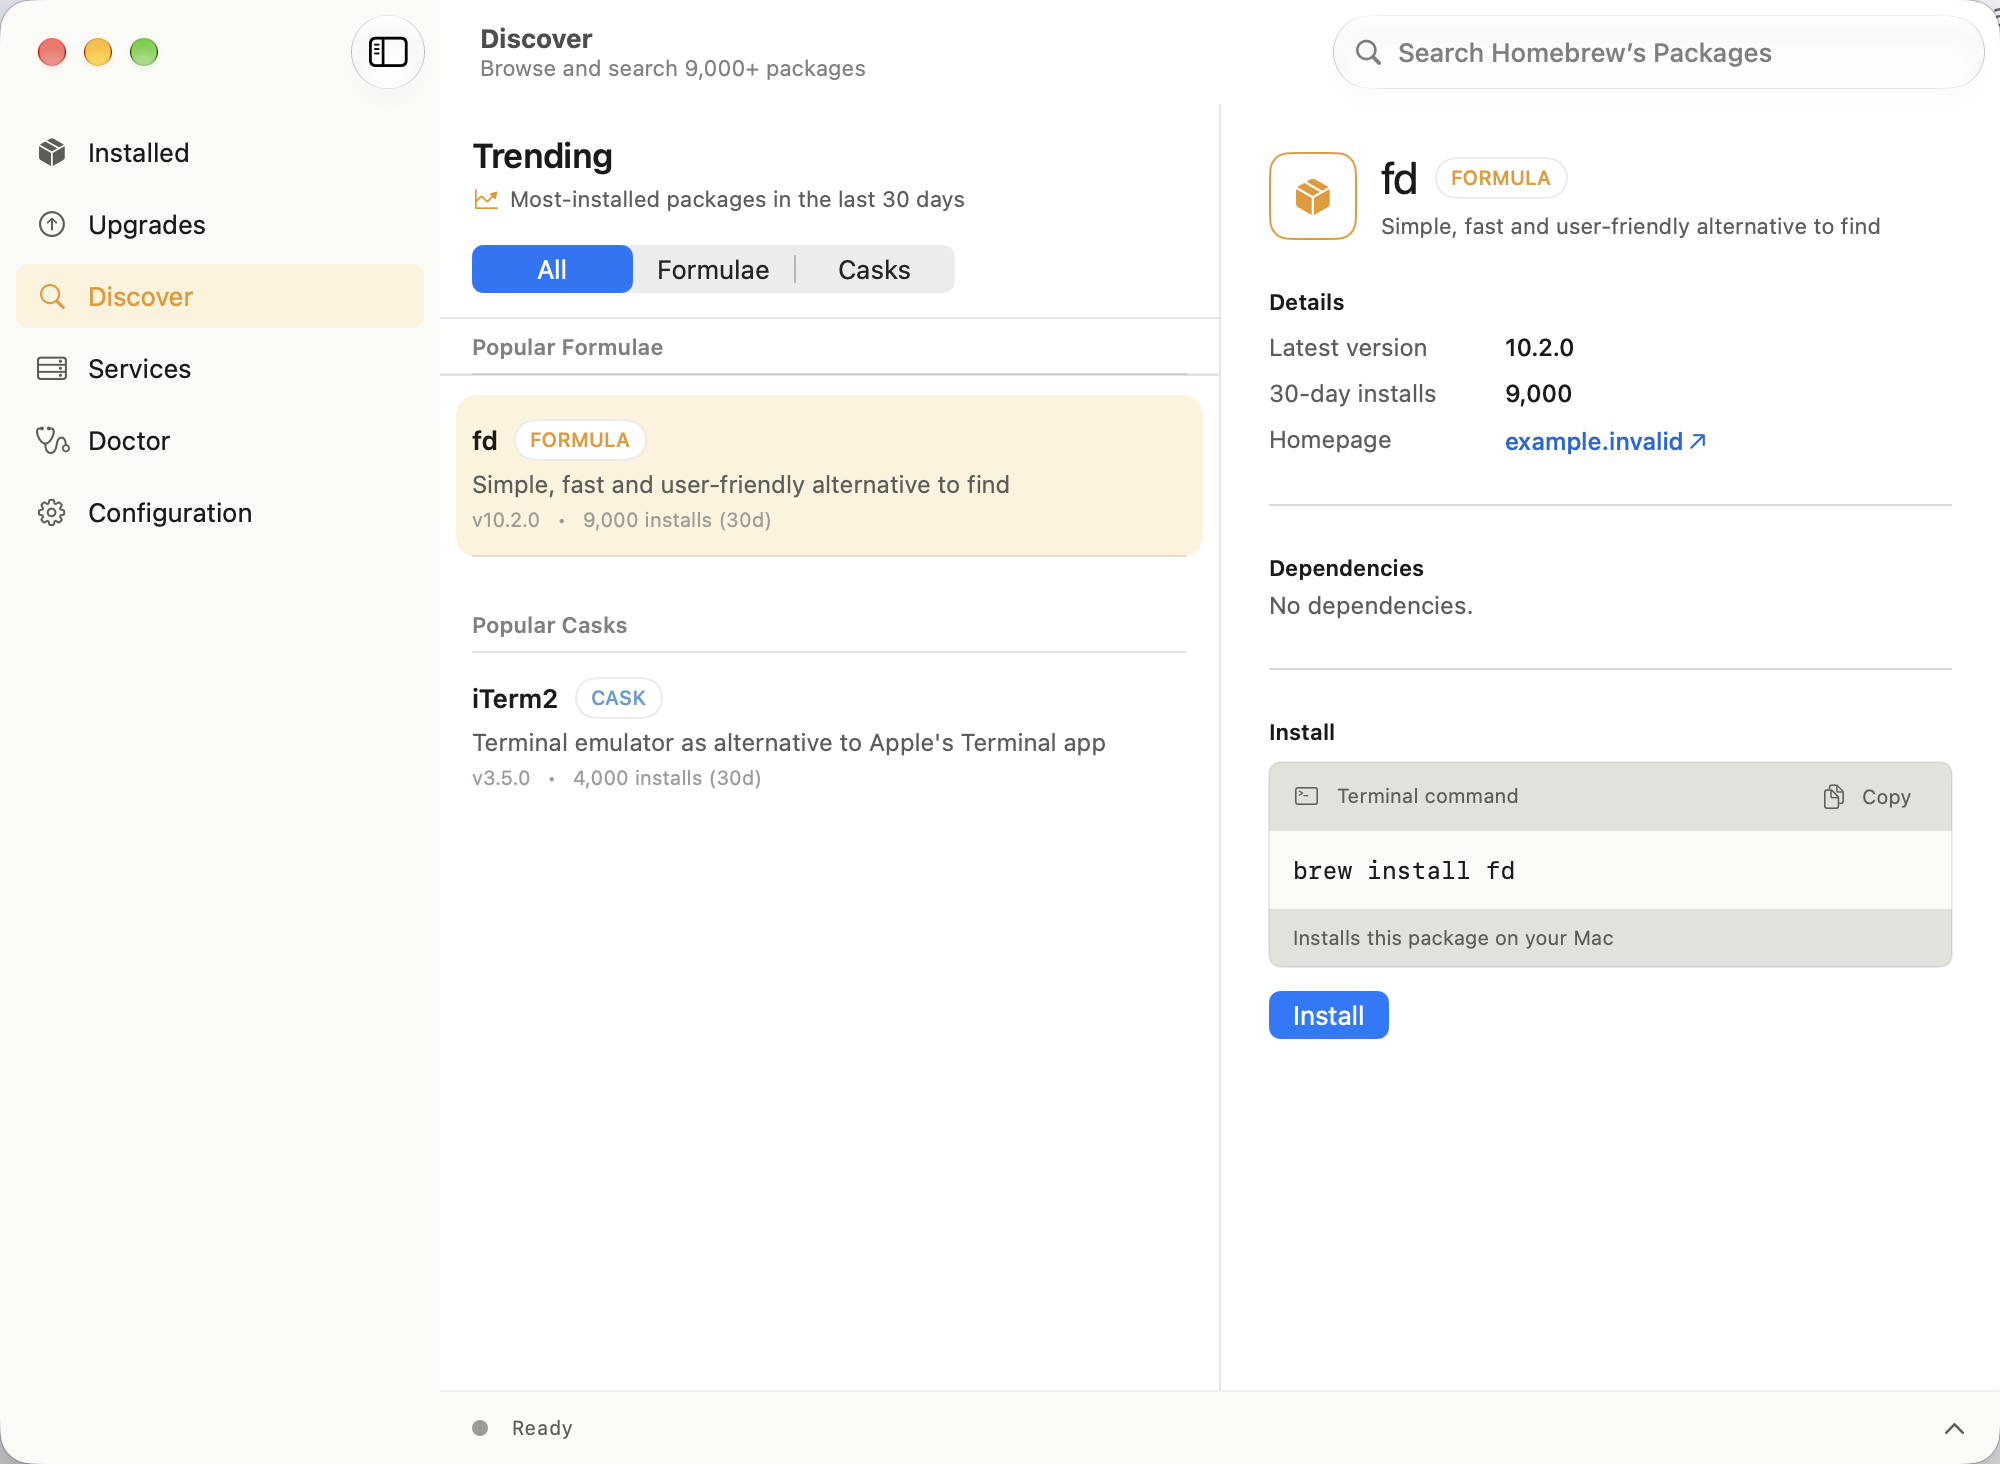 Discover
Browse and search 9,000+ packages
Search Homebrew’s Packages
Installed
Upgrades
Discover
Services
Doctor
Configuration
Trending
Most-installed packages in the last 30 days
All
Formulae
Casks
Popular Formulae
fd FORMULA
Simple, fast and user-friendly alternative to find
v10.2.0 • 9,000 installs (30d)
Popular Casks
iTerm2 CASK
Terminal emulator as alternative to Apple's Terminal app
v3.5.0 • 4,000 installs (30d)
fd FORMULA
Simple, fast and user-friendly alternative to find
Details
Latest version 10.2.0
30-day installs 9,000
Homepage example.invalid
Dependencies
No dependencies.
Install
Terminal command
Copy
brew install fd
Installs this package on your Mac
Install
Ready